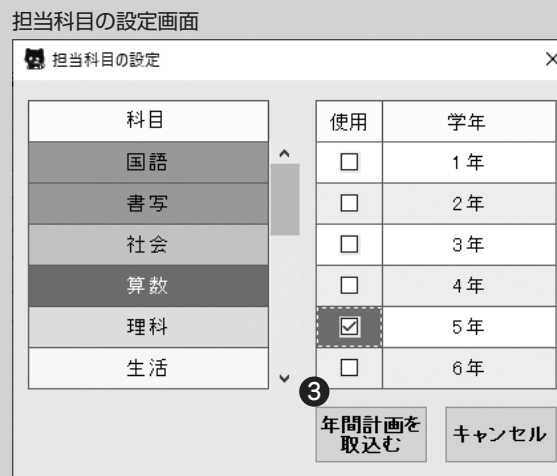 担当科目の設定画面
担当科目の設定
科目
国語
書写
社会
算数
理科
生活
使用 学年
1年
2年
3年
4年
5年
6年
3
年間計画を
取込む
キャンセル